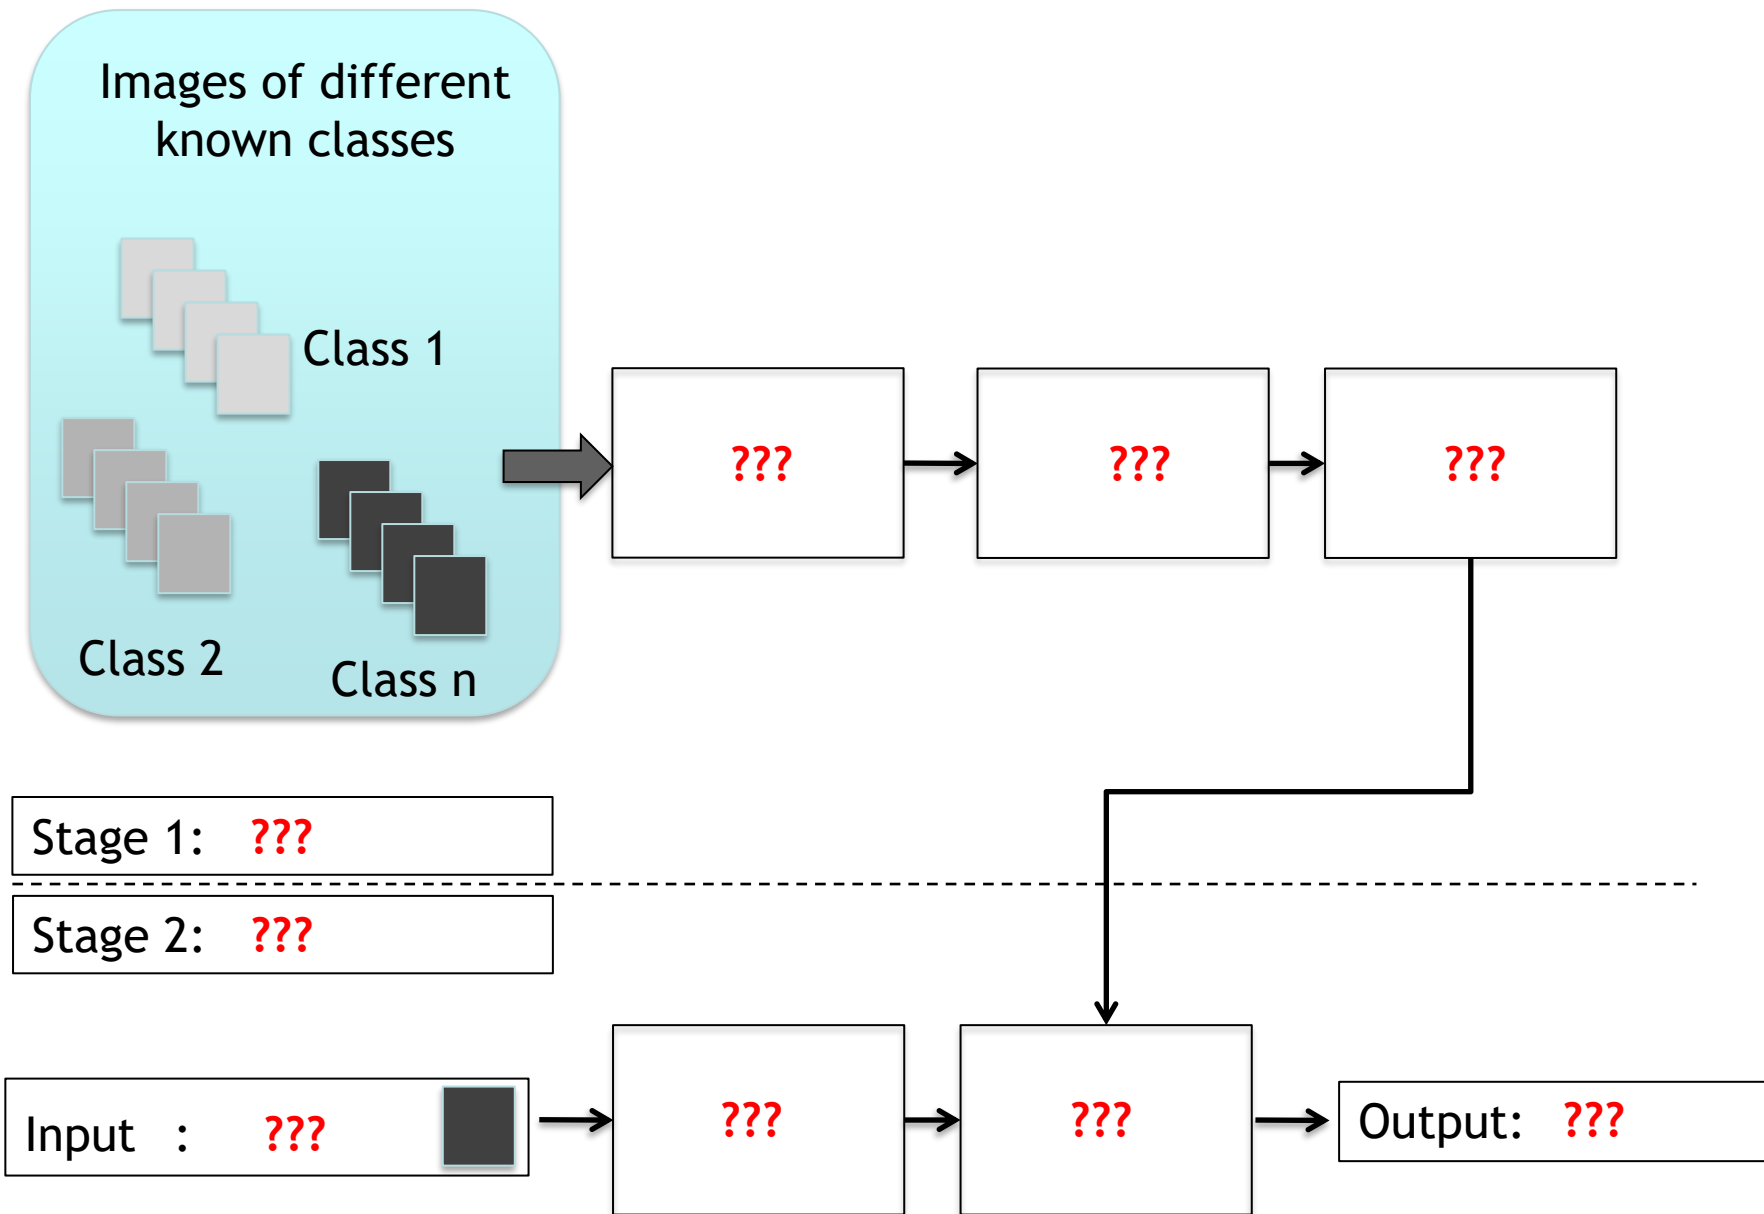 Images of different
known classes
Class 1
Class 2
Class n
???
???
???
Stage 1: ???
Stage 2: ???
Input : ???
???
???
Output: ???